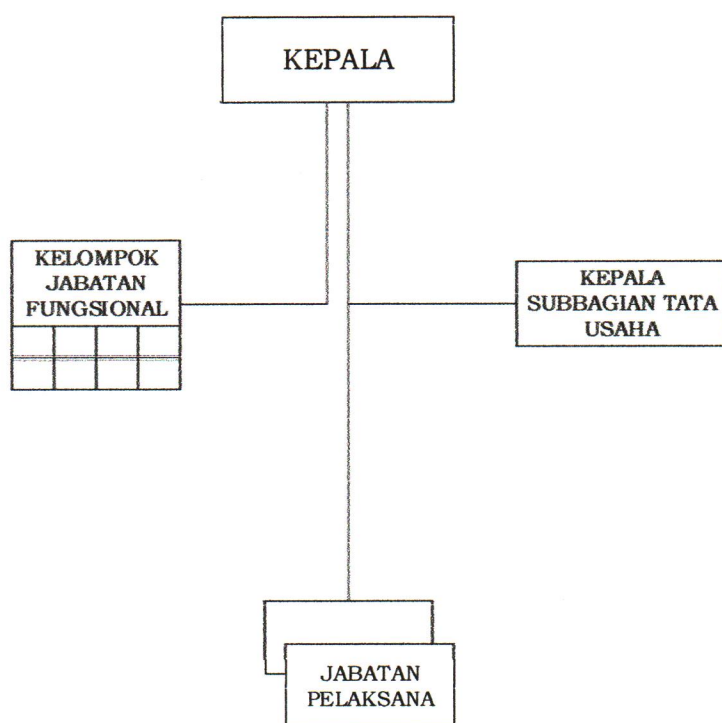 KEPALA
KELOMPOK
JABATAN
FUNGSIONAL
KEPALA
SUBBAGIAN TATA
USAHA
JABATAN
PELAKSANA